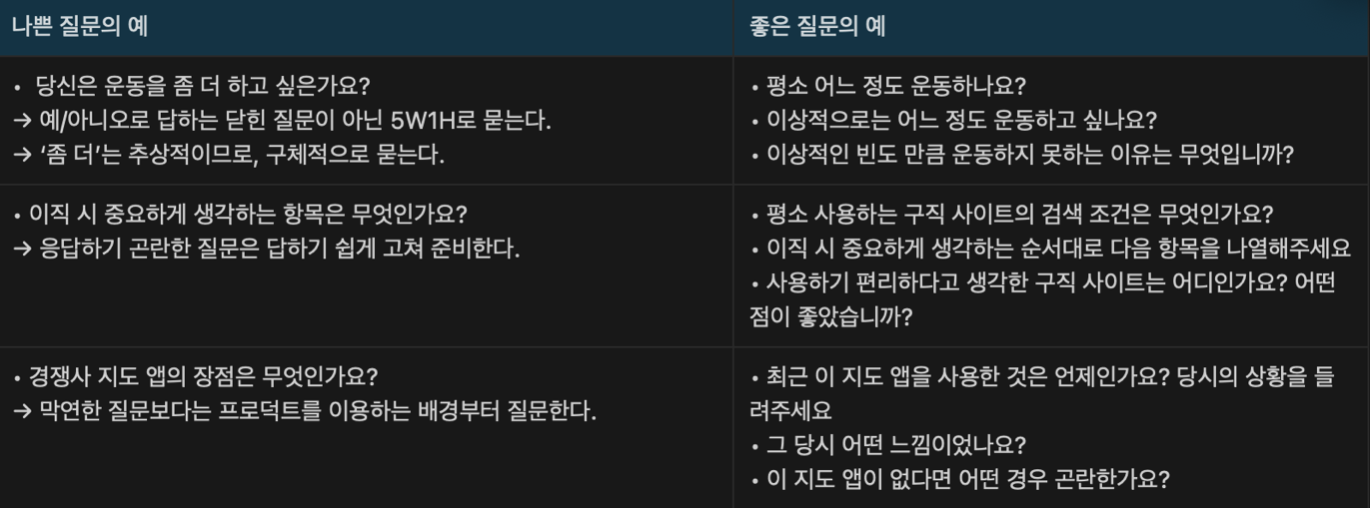 나쁜 질문의 예
좋은 질문의 예
• 당신은 운동을 좀 더 하고 싶은가요?
→ 예/아니오로 답하는 닫힌 질문이 아닌 5W1H로 묻는다.
→ ‘좀 더’는 추상적이므로, 구체적으로 묻는다.
• 평소 어느 정도 운동하나요?
• 이상적으로는 어느 정도 운동하고 싶나요?
• 이상적인 빈도 만큼 운동하지 못하는 이유는 무엇입니까?
• 이직 시 중요하게 생각하는 항목은 무엇인가요?
→ 응답하기 곤란한 질문은 답하기 쉽게 고쳐 준비한다.
• 평소 사용하는 구직 사이트의 검색 조건은 무엇인가요?
• 이직 시 중요하게 생각하는 순서대로 다음 항목을 나열해주세요
• 사용하기 편리하다고 생각한 구직 사이트는 어디인가요? 어떤
점이 좋았습니까?
• 경쟁사 지도 앱의 장점은 무엇인가요?
→ 막연한 질문보다는 프로덕트를 이용하는 배경부터 질문한다.
• 최근 이 지도 앱을 사용한 것은 언제인가요? 당시의 상황을 들
려주세요
• 그 당시 어떤 느낌이었나요?
• 이 지도 앱이 없다면 어떤 경우 곤란한가요?